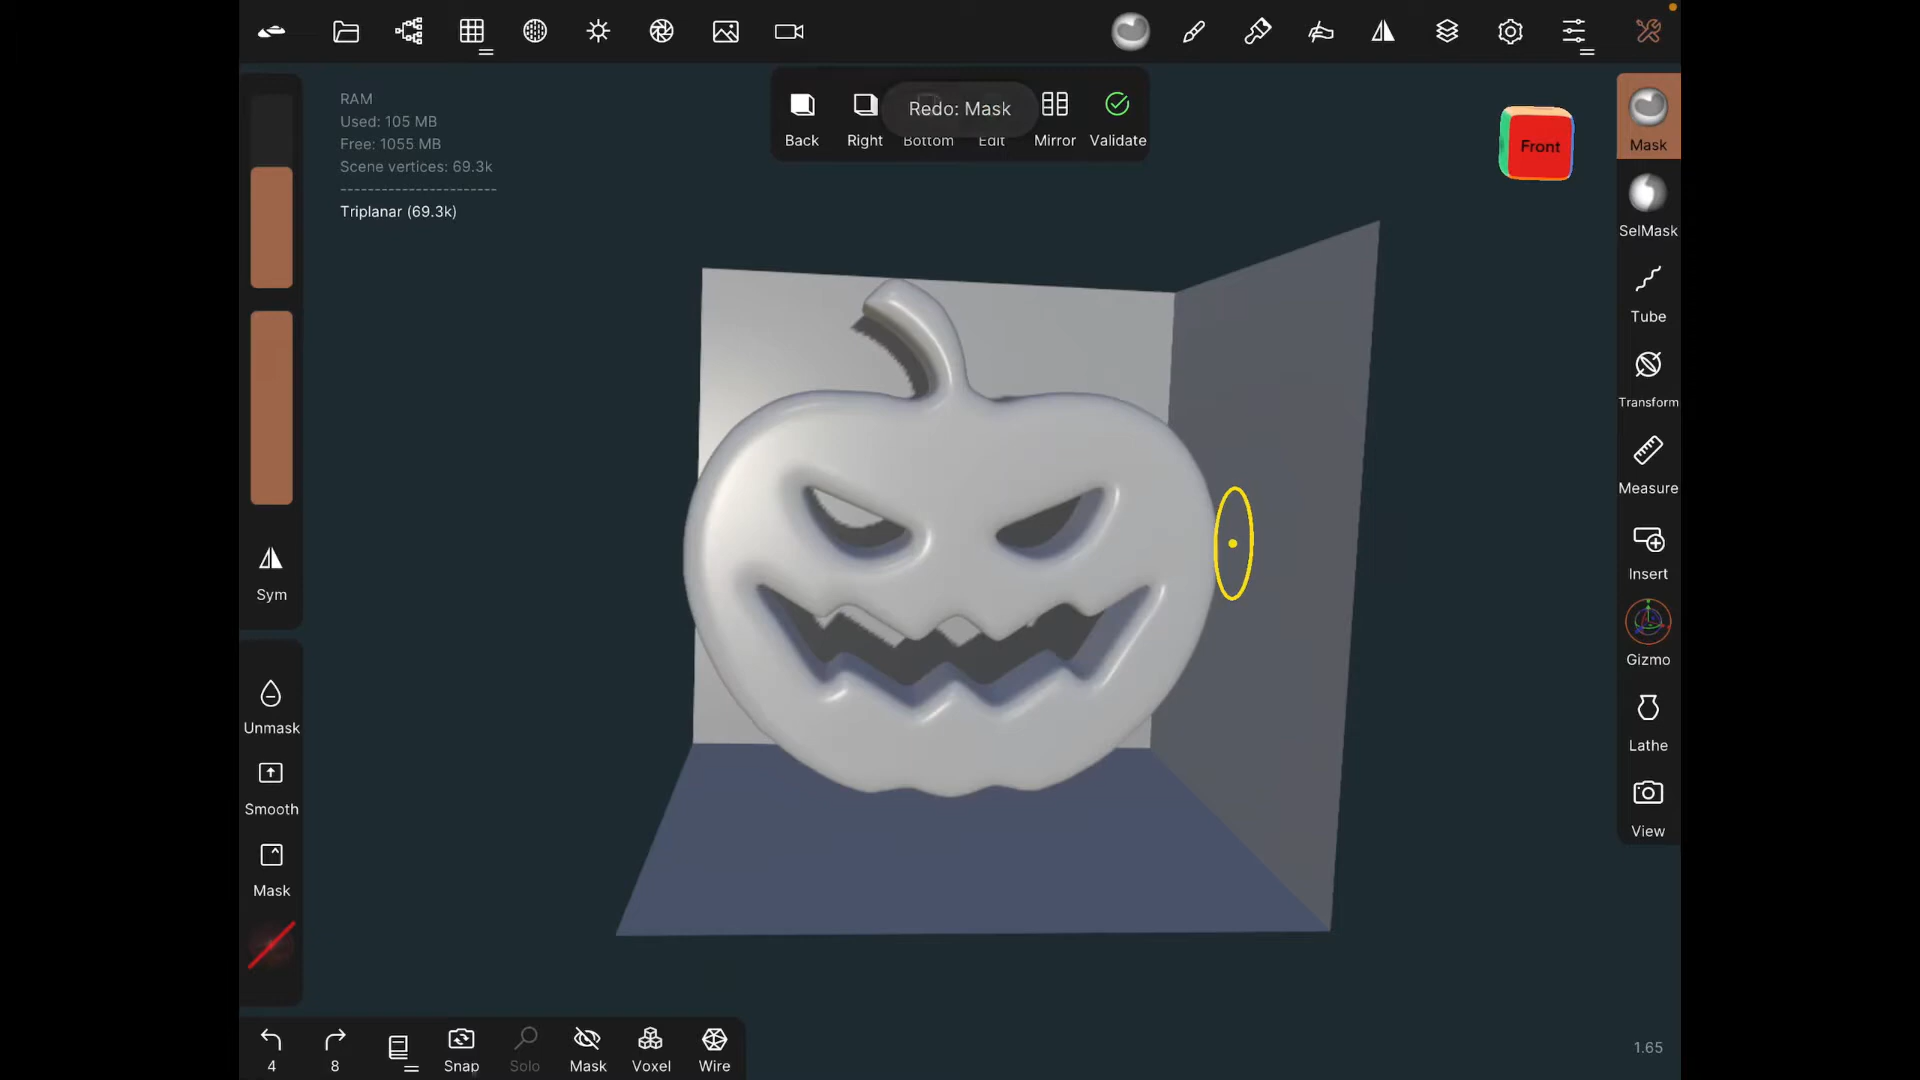 RAM
Used: 105 MB
Free: 1055 MB
Scene vertices: 69.3k
-----------------------
Triplanar (69.3k)
Redo: Mask
Back
Right
Bottom
Edit
Mirror
Validate
Front
Mask
SelMask
Tube
Transform
Measure
Insert
Gizmo
Lathe
View
Sym
Unmask
Smooth
Mask
4
8
Snap
Solo
Mask
Voxel
Wire
1.65